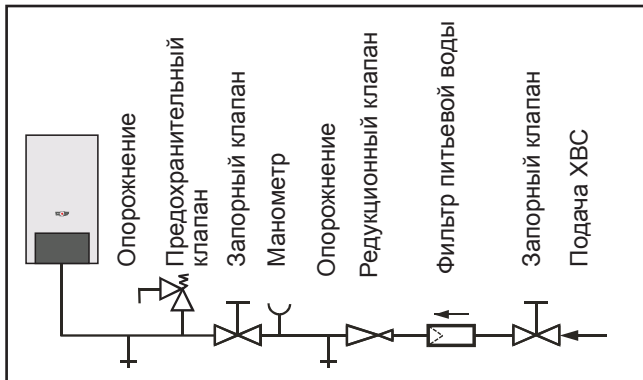 Опорожнение
Предохранительный
клапан
Запорный клапан
Манометр
Опорожнение
Редукционный клапан
Фильтр питьевой воды
Запорный клапан
Подача ХВС